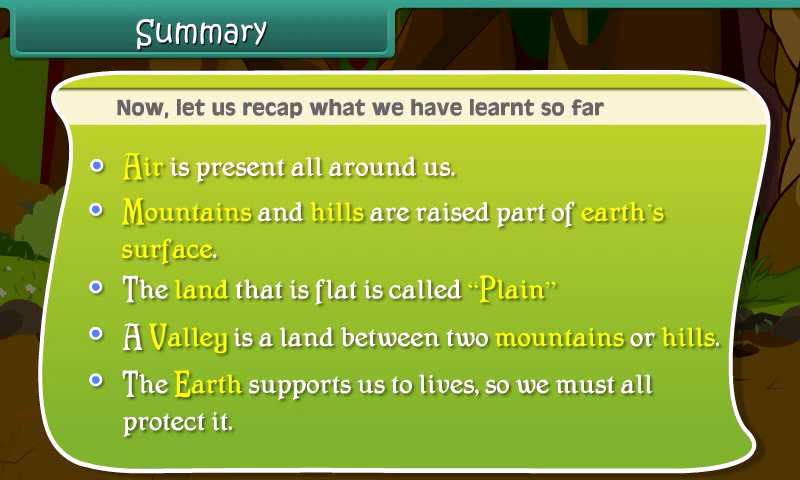 Summary
Now, let us recap what we have learnt so far
Air is present all around us.
Mountains and hills are raised part of earth's
surface.
The land that is flat is called “Plain”
A Valley is a land between two mountains or hills.
The Earth supports us to lives, so we must all
protect it.